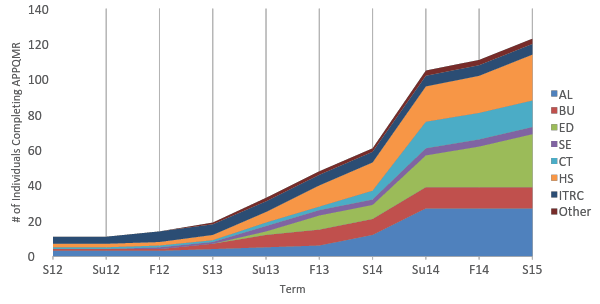 140
120
100
80
60
40
20
0
# of Individuals Completing APPQMR
S12 Su12 F12 S13 Su13 F13 S14 Su14 F14 S15
Term
AL
BU
ED
SE
CT
HS
ITRC
Other